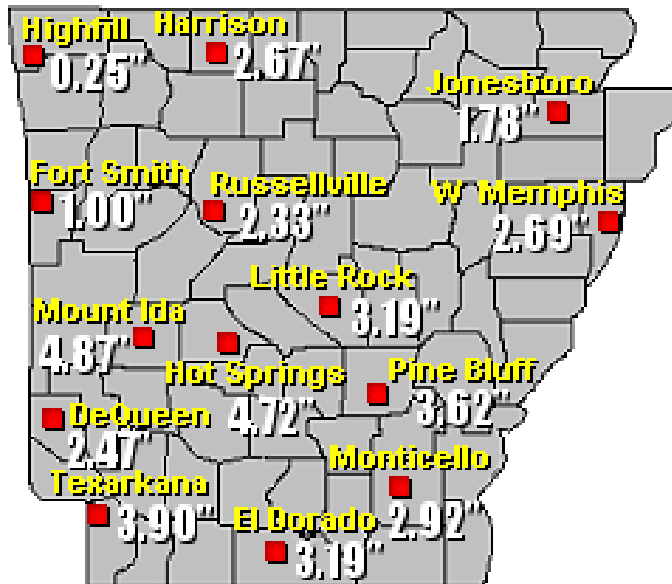 Highfill
0.25"
Harrison
2.67"
Jonesboro
1.78"
Fort Smith
1.00"
Russellville
2.33"
W Memphis
2.69"
Little Rock
3.19"
Mount Ida
4.87"
Hot Springs
4.72"
Pine Bluff
3.62"
DeQueen
2.47"
Monticello
2.92"
Texarkana
3.90"
El Dorado
3.19"